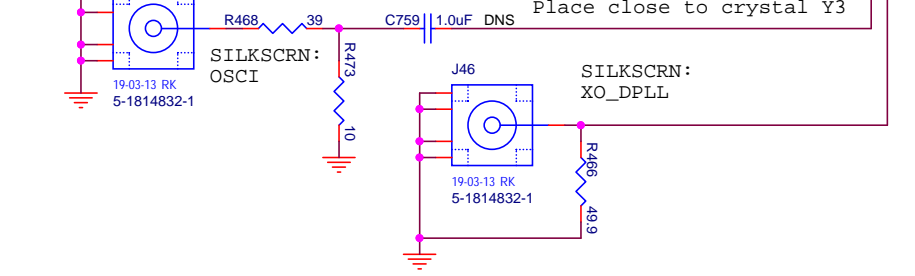 Place close to crystal Y3
R468
39
C759
1.0uF
DNS
SILKSCRN:
OSCI
R473
10
19-03-13 RK
5-1814832-1
J46
SILKSCRN:
XO_DPLL
R466
49.9
19-03-13 RK
5-1814832-1